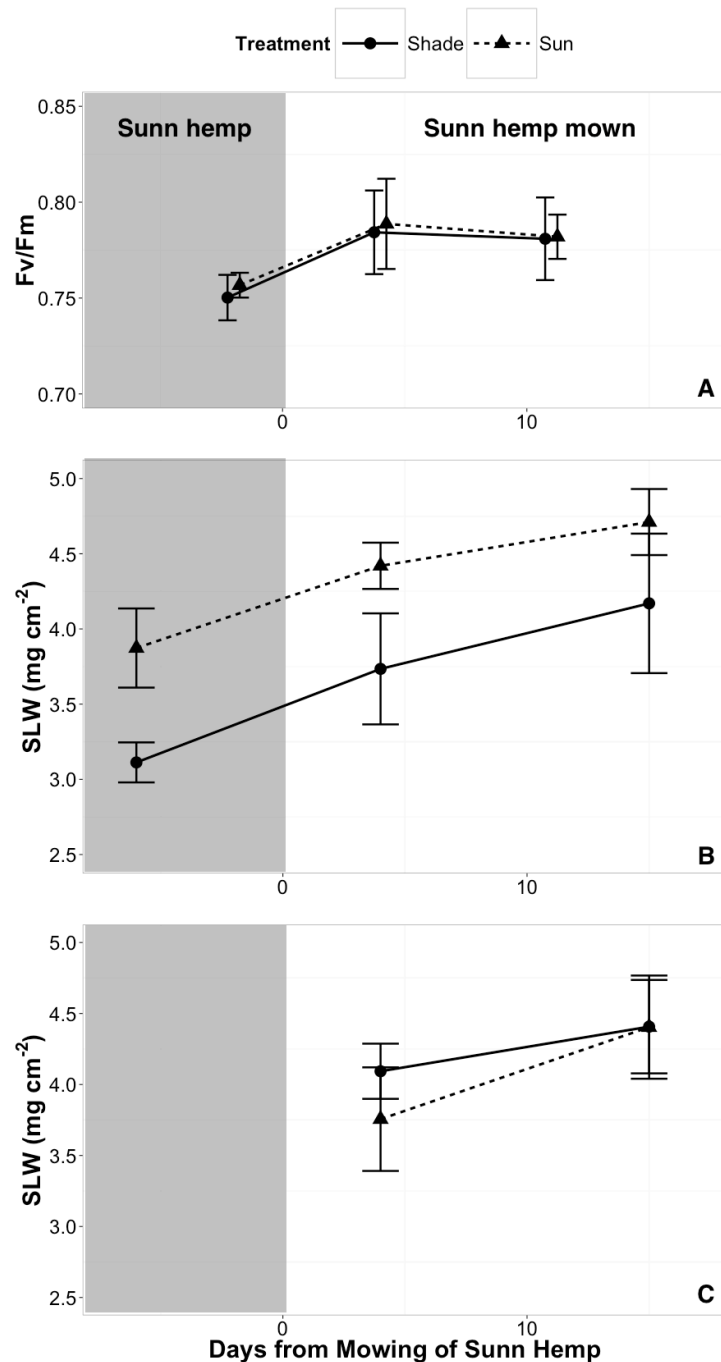 Treatment Shade Sun
Sunn hemp Sunn hemp mown
0.85
0.80
0.75
0.70
Fv/Fm
A
0 10
5.0
4.5
4.0
3.5
3.0
2.5
SLW (mg cm⁻²)
B
0 10
5.0
4.5
4.0
3.5
3.0
2.5
SLW (mg cm⁻²)
C
0 10
Days from Mowing of Sunn Hemp